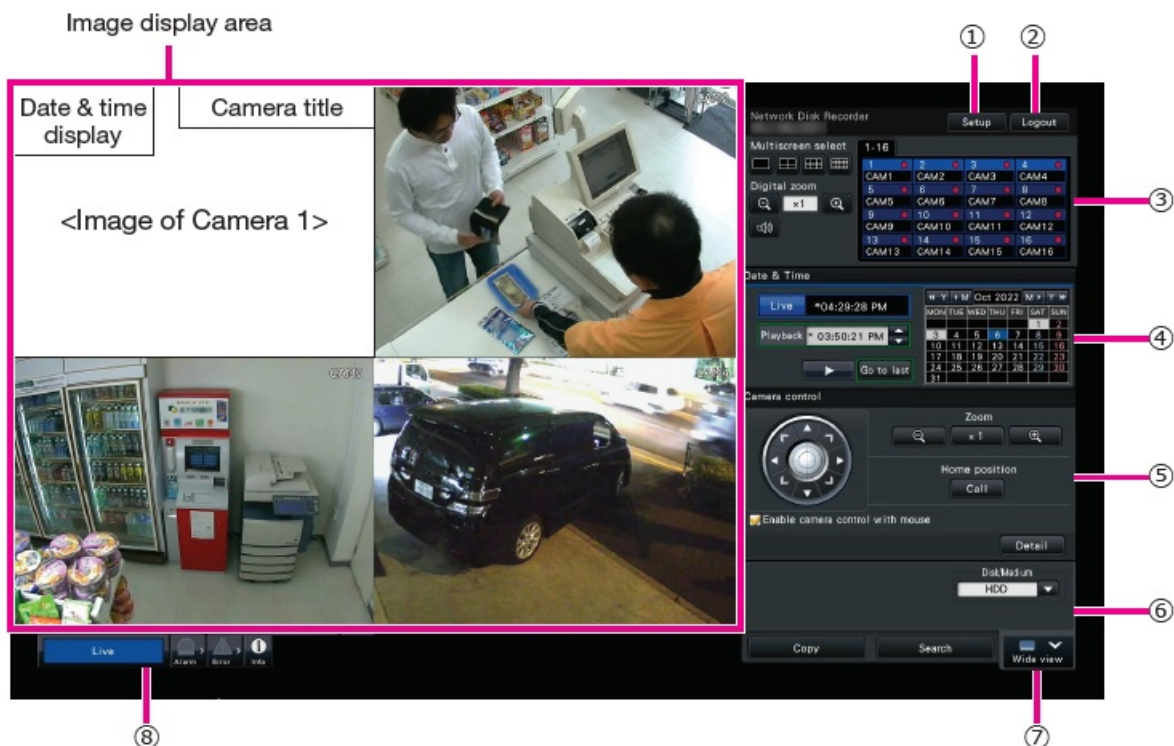 Image display area
① ②
Date & time
display
Camera title
<Image of Camera 1>
Network Disk Recorder
Setup Logout
Multiscreen select
1-16
1 2 3 4
CAM1 CAM2 CAM3 CAM4
Digital zoom
5 6 7 8
CAM5 CAM6 CAM7 CAM8
x1
9 10 11 12
CAM9 CAM10 CAM11 CAM12
13 14 15 16
CAM13 CAM14 CAM15 CAM16
③
Date & Time
Live *04:29:28 PM
Playback * 03:50:21 PM
Go to last
Y M Oct 2022 M Y
MON TUE WED THU FRI SAT SUN
1 2
3 4 5 6 7 8 9
10 11 12 13 14 15 16
17 18 19 20 21 22 23
24 25 26 27 28 29 30
31
④
CAM3
Camera control
Zoom
x1
Home position
Call
⑤
Enable camera control with mouse
Detail
Disk/Medium
HDD
⑥
Copy Search
Wide view
Live
Alarm Error Info
⑧ ⑦